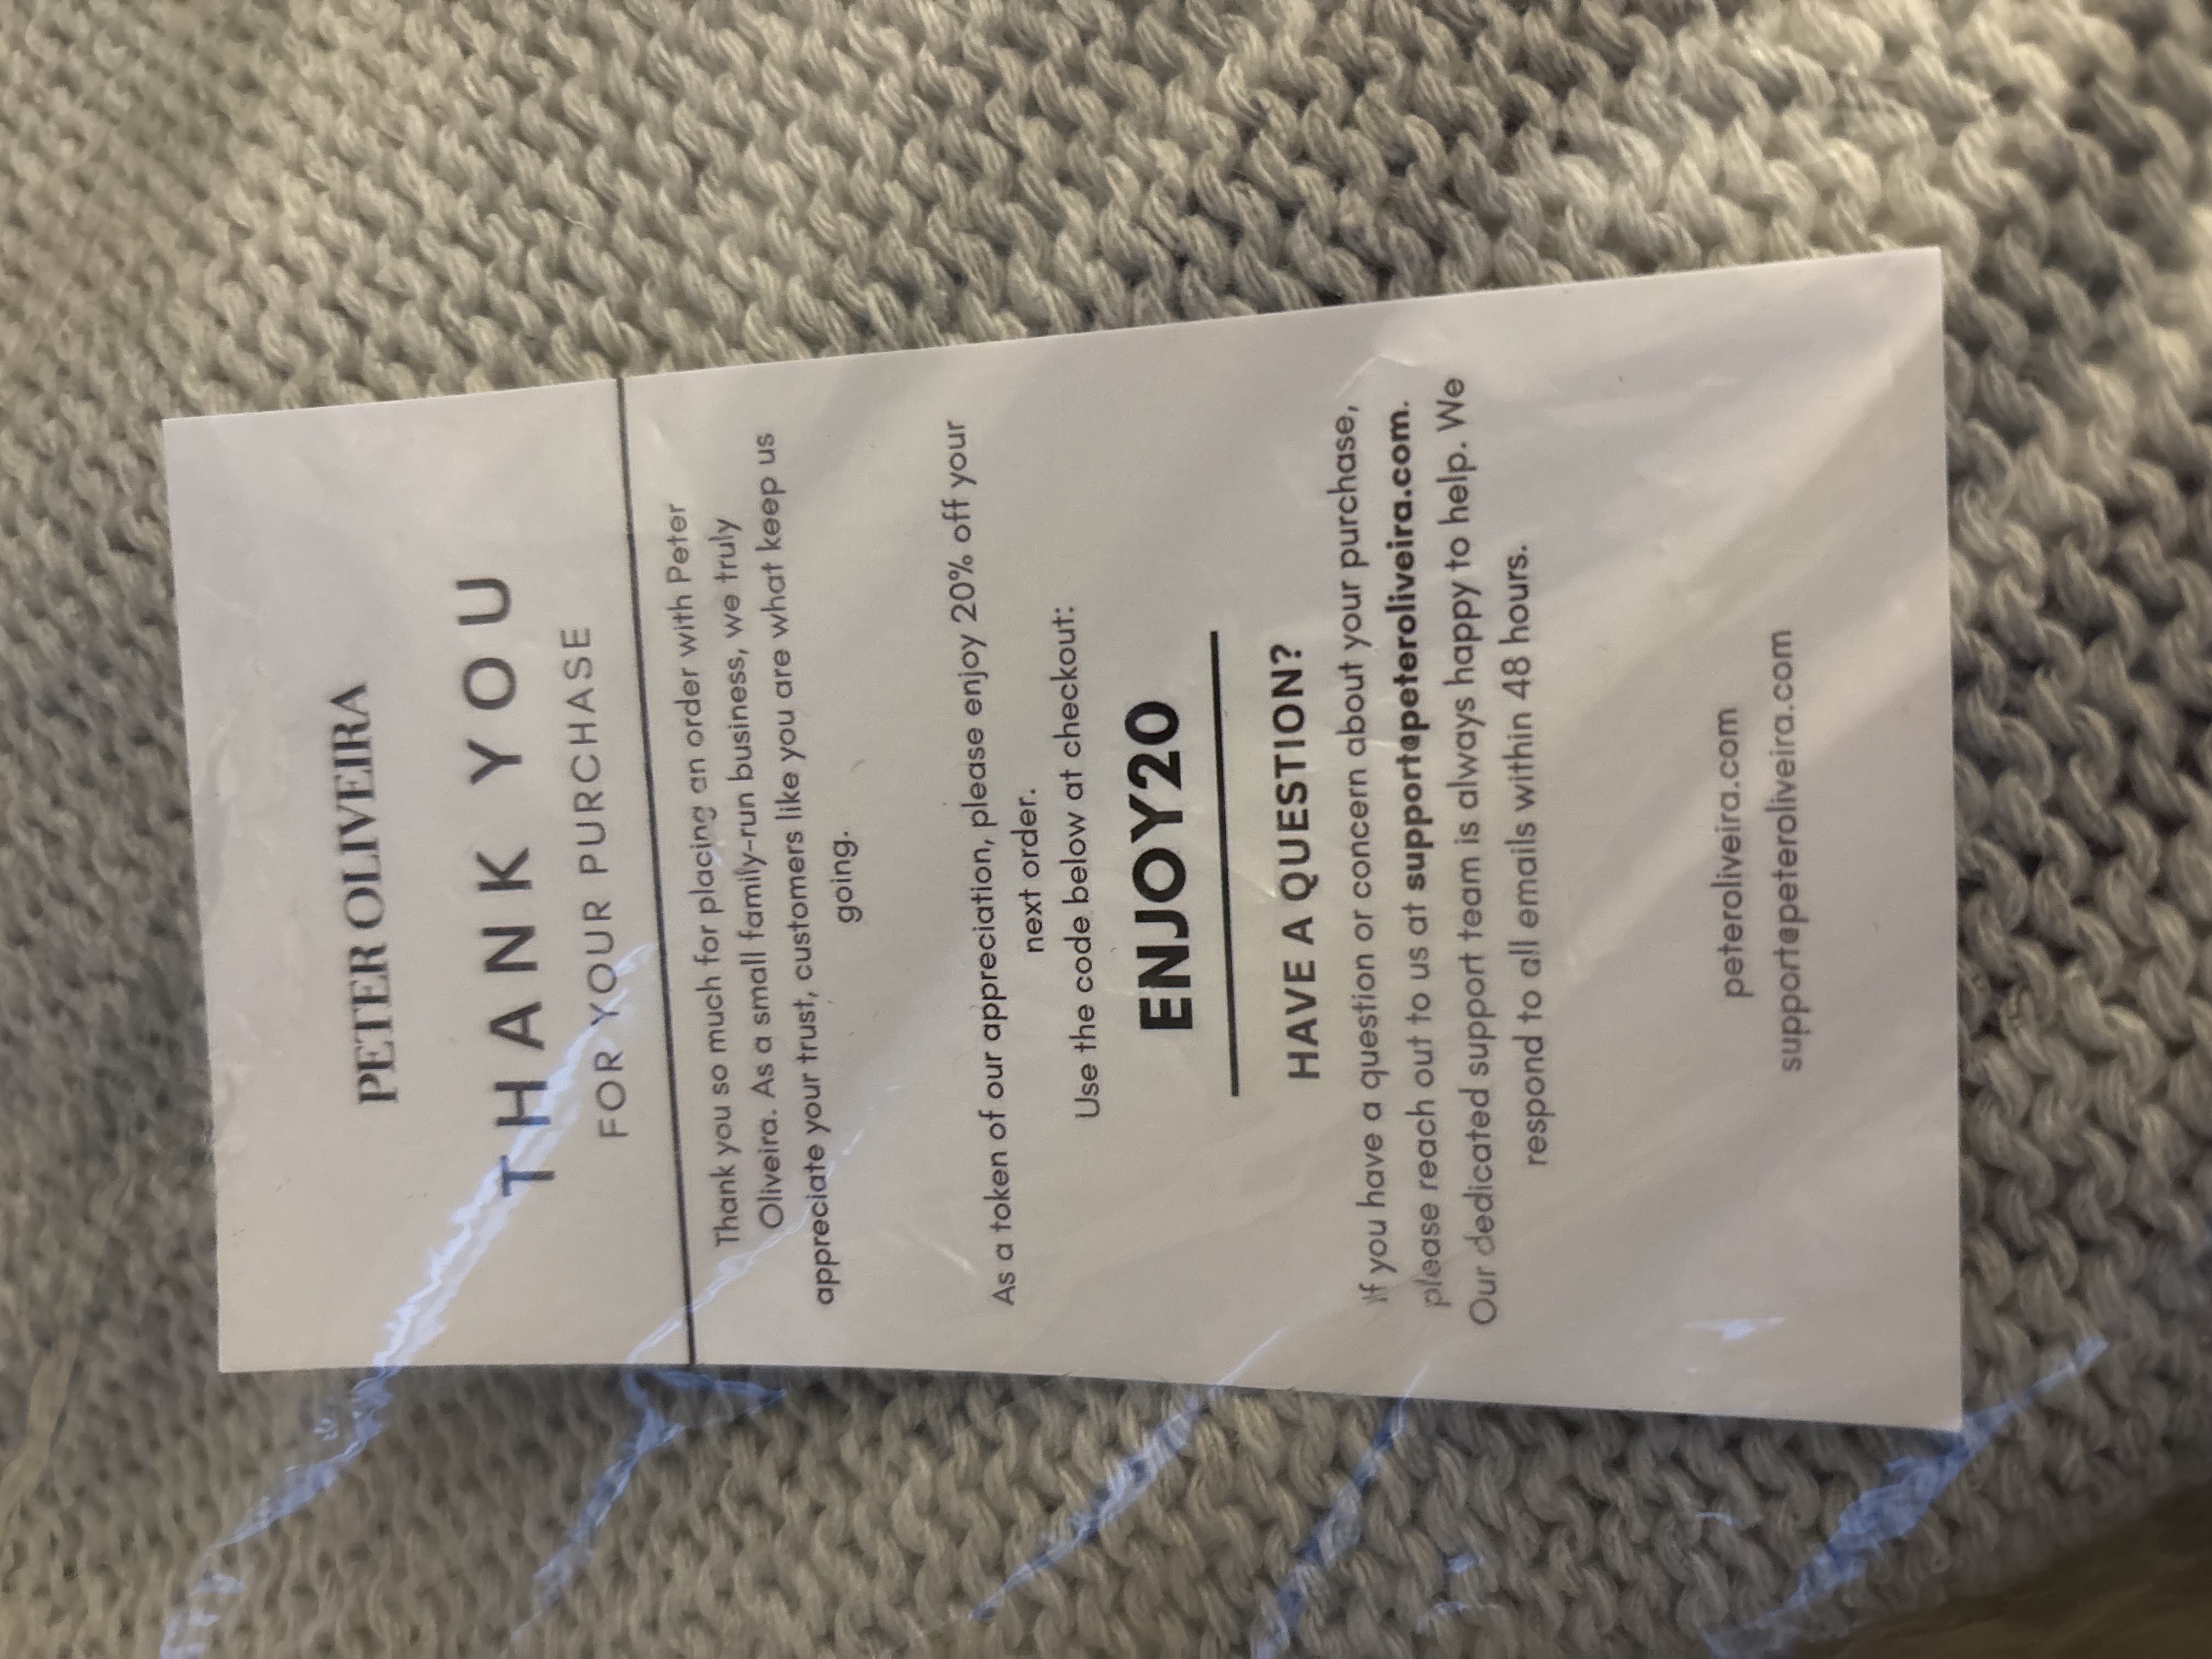 PETER OLIVEIRA
THANK YOU
FOR YOUR PURCHASE
Thank you so much for placing an order with Peter
Oliveira. As a small family-run business, we truly
appreciate your trust, customers like you are what keep us
going.
As a token of our appreciation, please enjoy 20% off your
next order.
Use the code below at checkout:
ENJOY20
HAVE A QUESTION?
If you have a question or concern about your purchase,
please reach out to us at support@peteroliveira.com.
Our dedicated support team is always happy to help. We
respond to all emails within 48 hours.
peteroliveira.com
support@peteroliveira.com